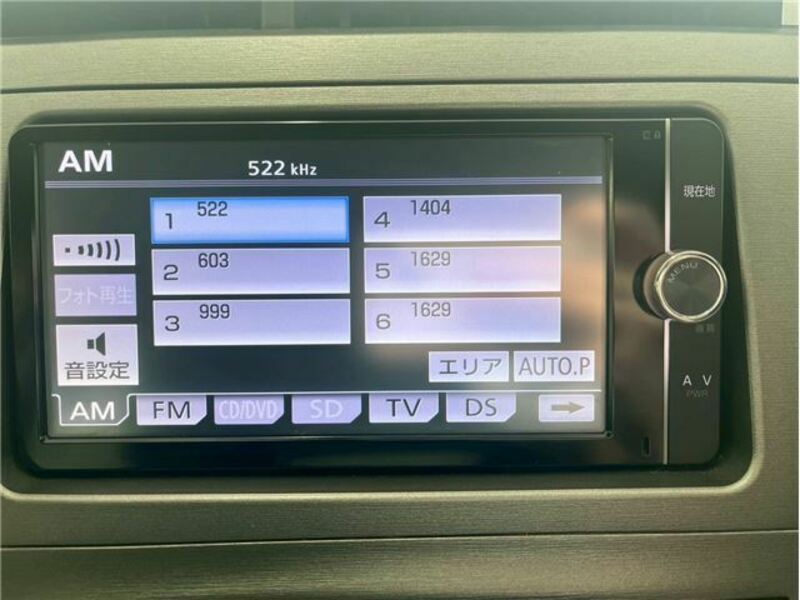 AM
522 kHz
1 522
2 603
3 999
4 1404
5 1629
6 1629
フォト再生
音設定
エリア
AUTO.P
AM FM CD/DVD SD TV DS
現在地
MENU
画質
A V
PWR